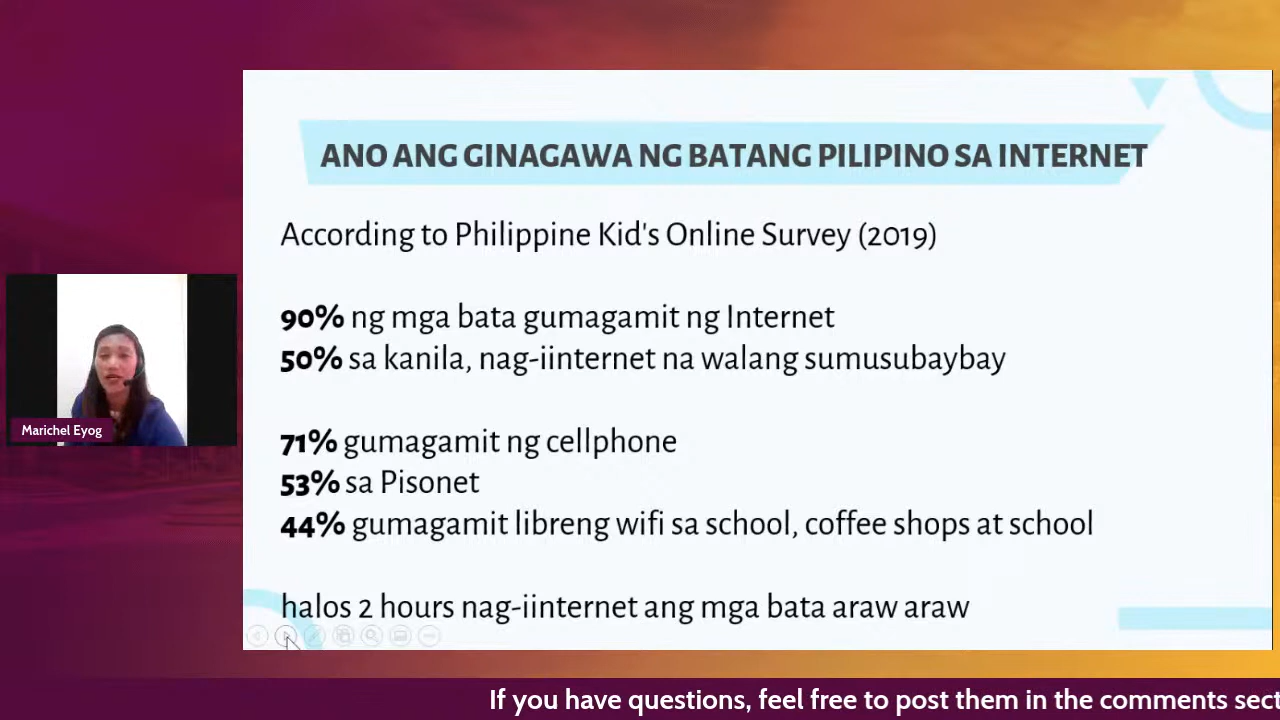 ANO ANG GINAGAWA NG BATANG PILIPINO SA INTERNET
According to Philippine Kid's Online Survey (2019)
90% ng mga bata gumagamit ng Internet
50% sa kanila, nag-iinternet na walang sumusubaybay
71% gumagamit ng cellphone
53% sa Pisonet
44% gumagamit libreng wifi sa school, coffee shops at school
halos 2 hours nag-iinternet ang mga bata araw araw
Marichel Eyog
If you have questions, feel free to post them in the comments sect